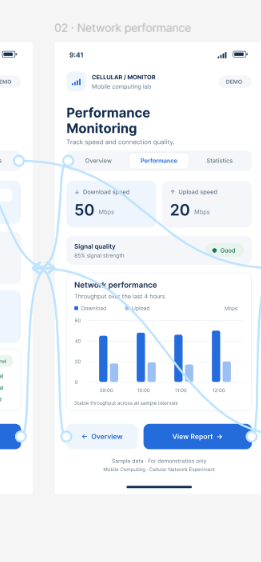 02 · Network performance
9:41
DEMO
CELLULAR / MONITOR
Mobile computing lab
DEMO
Performance
Monitoring
Track speed and connection quality.
Overview
Performance
Statistics
↓ Download speed
↑ Upload speed
50 Mbps
20 Mbps
Signal quality
85% signal strength
Good
Network performance
Throughput over the last 4 hours
Download
Upload
Mbps
60
40
20
0
09:00
10:00
11:00
12:00
Stable throughput across all sample intervals
← Overview
View Report →
Sample data · For demonstration only
Mobile Computing · Cellular Network Experiment